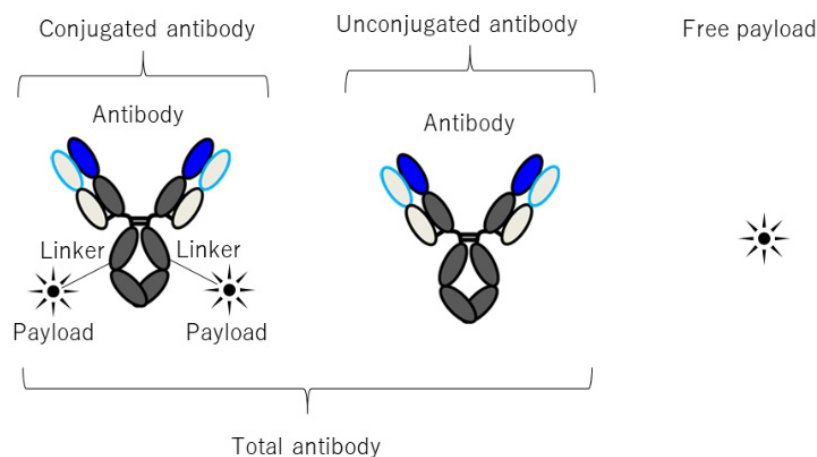 Conjugated antibody
Unconjugated antibody
Free payload
Antibody
Antibody
Linker
Linker
Payload
Payload
Total antibody